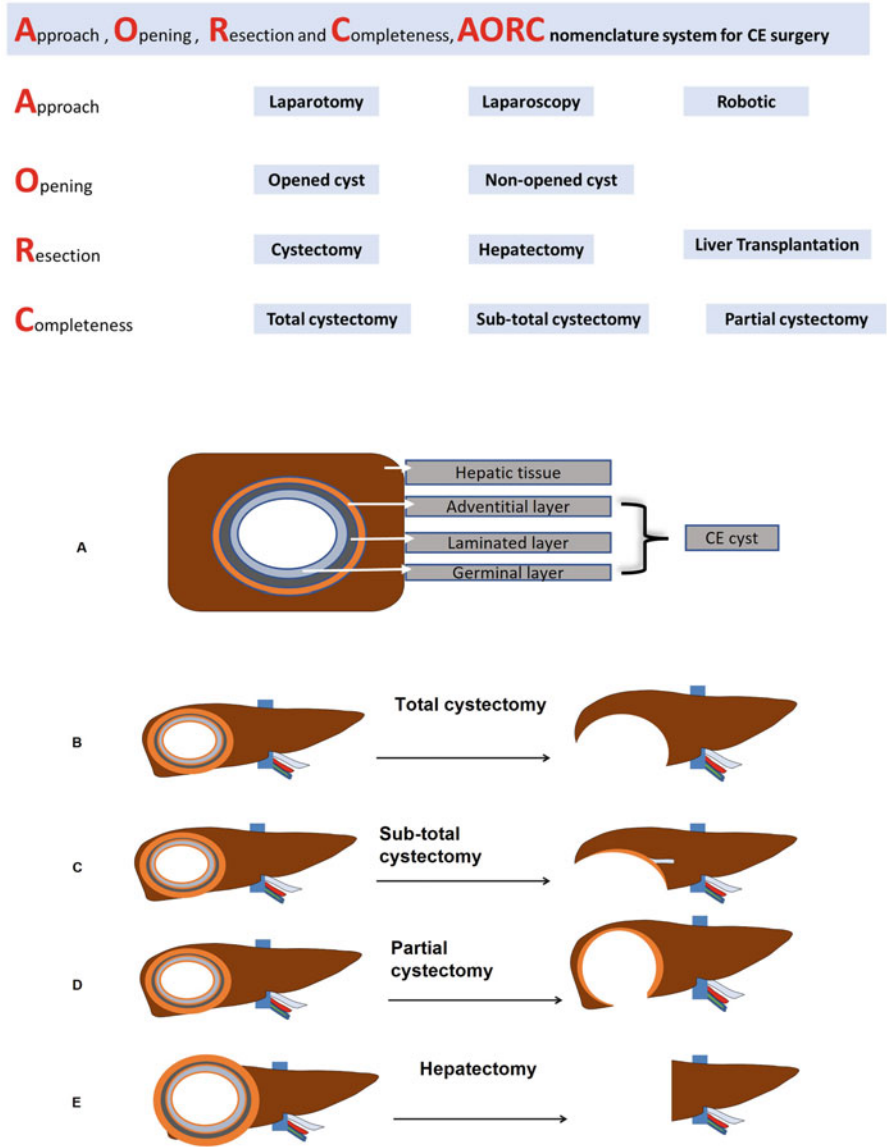 Approach , Opening , Resection and Completeness, AORC nomenclature system for CE surgery
Approach Laparotomy Laparoscopy Robotic
Opening Opened cyst Non-opened cyst
Resection Cystectomy Hepatectomy Liver Transplantation
Completeness Total cystectomy Sub-total cystectomy Partial cystectomy
Hepatic tissue
Adventitial layer
A Laminated layer CE cyst
Germinal layer
Total cystectomy
B
Sub-total
cystectomy
C
Partial
cystectomy
D
Hepatectomy
E